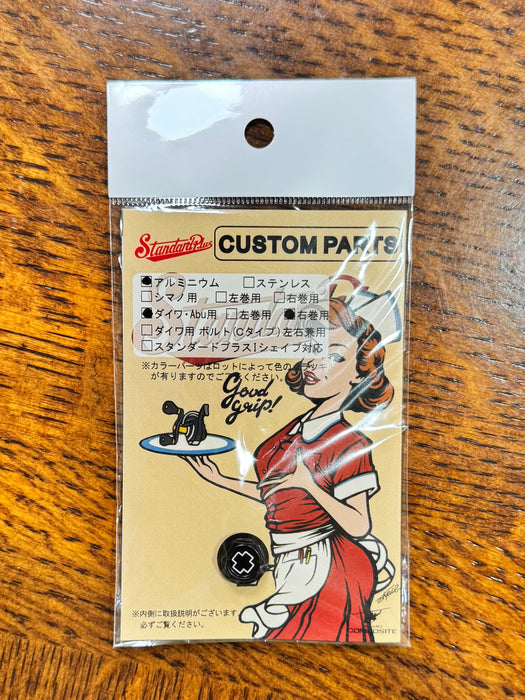 Standard Plus
CUSTOM PARTS
アルミニウム □ステンレス
□シマノ用 □左巻用 □右巻用
ダイワ・Abu用 □左巻用 右巻用
□ダイワ用 ボルト(Cタイプ)左右兼用
□スタンダードプラスIシェイプ対応
※カラーパーツはロットによって色のバラツキ
が有りますのでご了承ください。
Good
grip!
※内側に取扱説明がございます
必ずご覧ください。
COMPOSITE